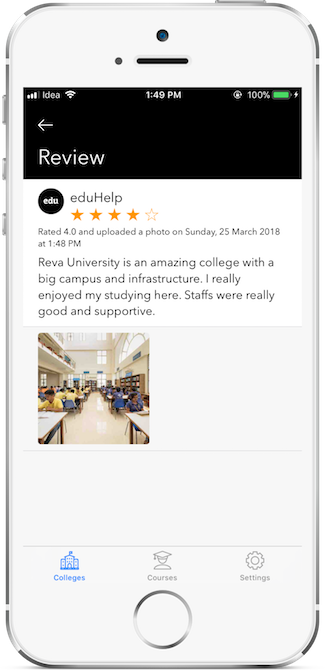 Idea 1:49 PM 100%
Review
edu eduHelp
Rated 4.0 and uploaded a photo on Sunday, 25 March 2018
at 1:48 PM
Reva University is an amazing college with a
big campus and infrastructure. I really
enjoyed my studying here. Staffs were really
good and supportive.
Colleges Courses Settings